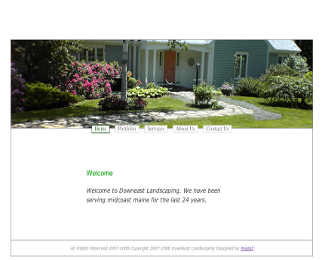 Home Portfolio Services About Us Contact Us
Welcome
Welcome to Downeast Landscaping. We have been
serving midcoast maine for the last 24 years.
All Rights Reserved 2007-2008 Copyright 2007-2008 Downeast Landscaping Designed by